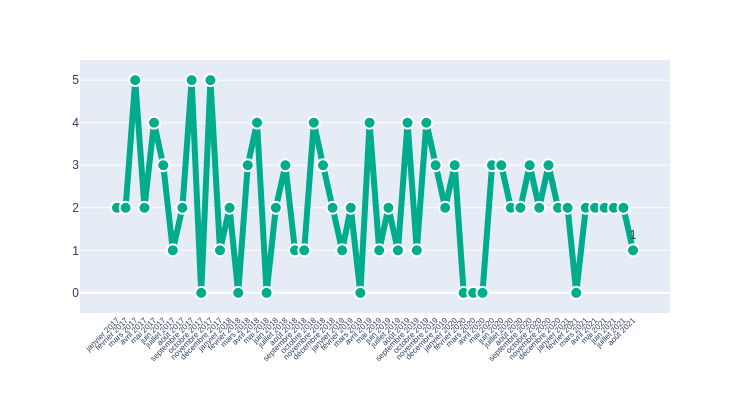 5
4
3
2
1
1
0
janvier 2017
février 2017
mars 2017
avril 2017
mai 2017
juin 2017
juillet 2017
août 2017
septembre 2017
octobre 2017
novembre 2017
décembre 2017
janvier 2018
février 2018
mars 2018
avril 2018
mai 2018
juin 2018
juillet 2018
août 2018
septembre 2018
octobre 2018
novembre 2018
décembre 2018
janvier 2019
février 2019
mars 2019
avril 2019
mai 2019
juin 2019
juillet 2019
août 2019
septembre 2019
octobre 2019
novembre 2019
décembre 2019
janvier 2020
février 2020
mars 2020
avril 2020
mai 2020
juin 2020
juillet 2020
août 2020
septembre 2020
octobre 2020
novembre 2020
décembre 2020
janvier 2021
février 2021
mars 2021
avril 2021
mai 2021
juin 2021
juillet 2021
août 2021